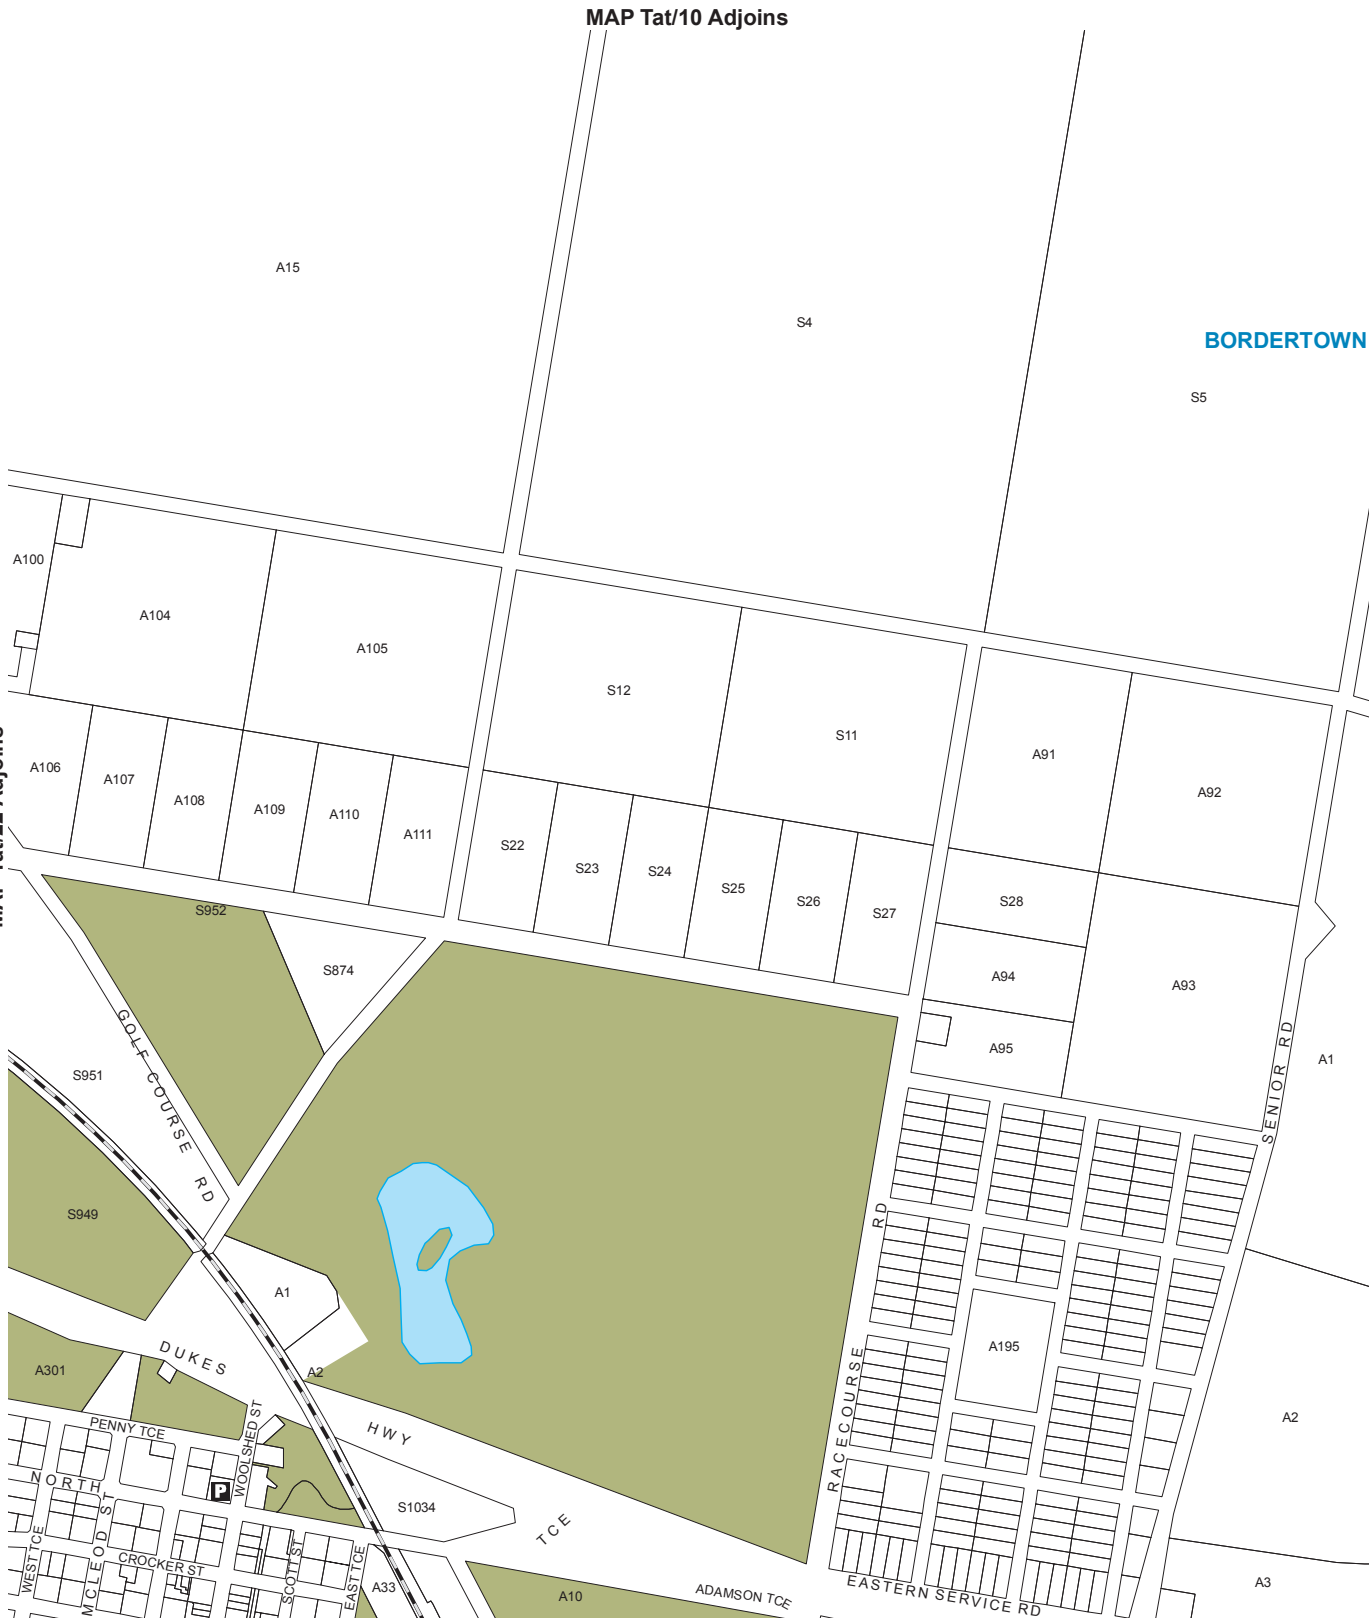 MAP Tat/10 Adjoins
A15
S4
BORDERTOWN
S5
A100
A104
A105
S12
S11
A91
A92
A106
A107
A108
A109
A110
A111
S22
S23
S24
S25
S26
S27
S28
A94
A95
A93
S952
S874
S951
S949
GOLF COURSE RD
SENIOR RD
A1
A1
A2
A301
DUKES HWY
PENNY TCE
WOOLSHED ST
P
NORTH TCE
S1034
WEST TCE
MCLEOD ST
CROCKER ST
SCOTT ST
EAST TCE
A33
A10
ADAMSON TCE
RACECOURSE RD
A195
A2
A3
EASTERN SERVICE RD